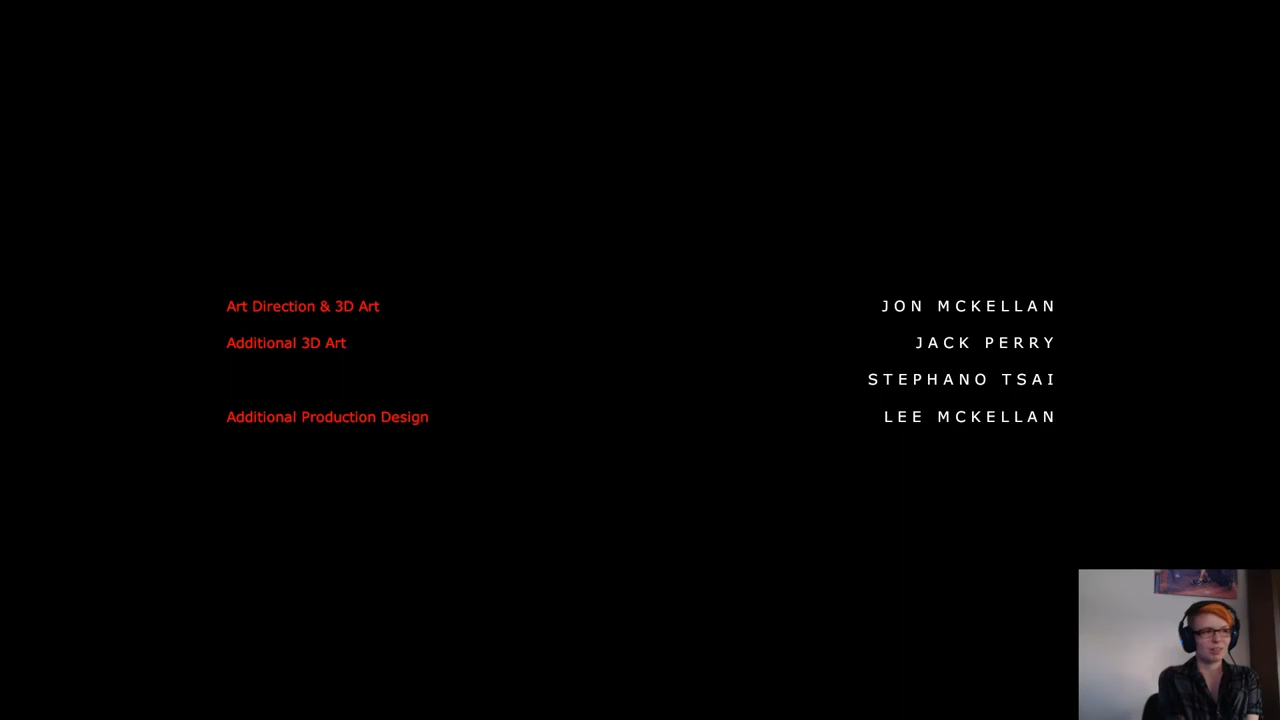 Art Direction & 3D Art JON MCKELLAN
Additional 3D Art JACK PERRY
STEPHANO TSAI
Additional Production Design LEE MCKELLAN